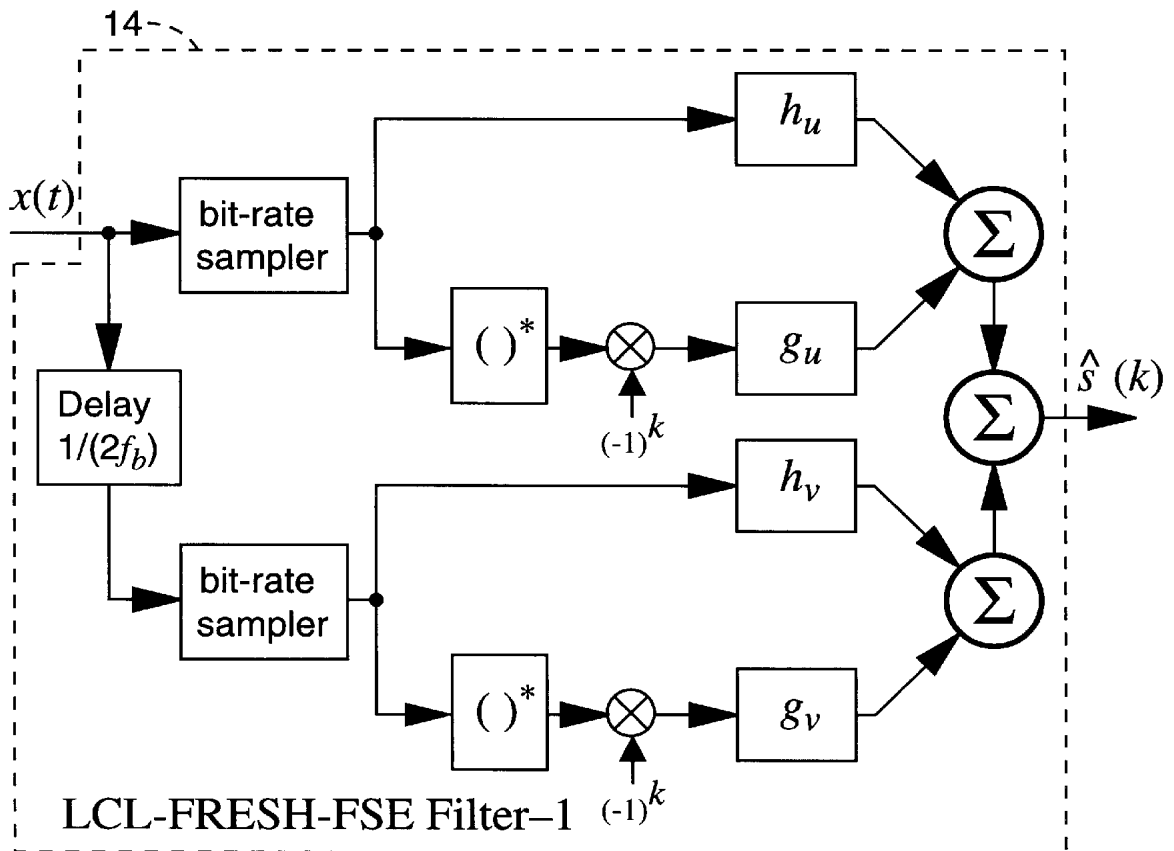 14
h_u
x(t)
bit-rate
sampler
Σ
( )*
g_u
(-1)^k
ŝ (k)
Σ
Delay
1/(2f_b)
h_v
bit-rate
sampler
Σ
( )*
g_v
(-1)^k
LCL-FRESH-FSE Filter–1